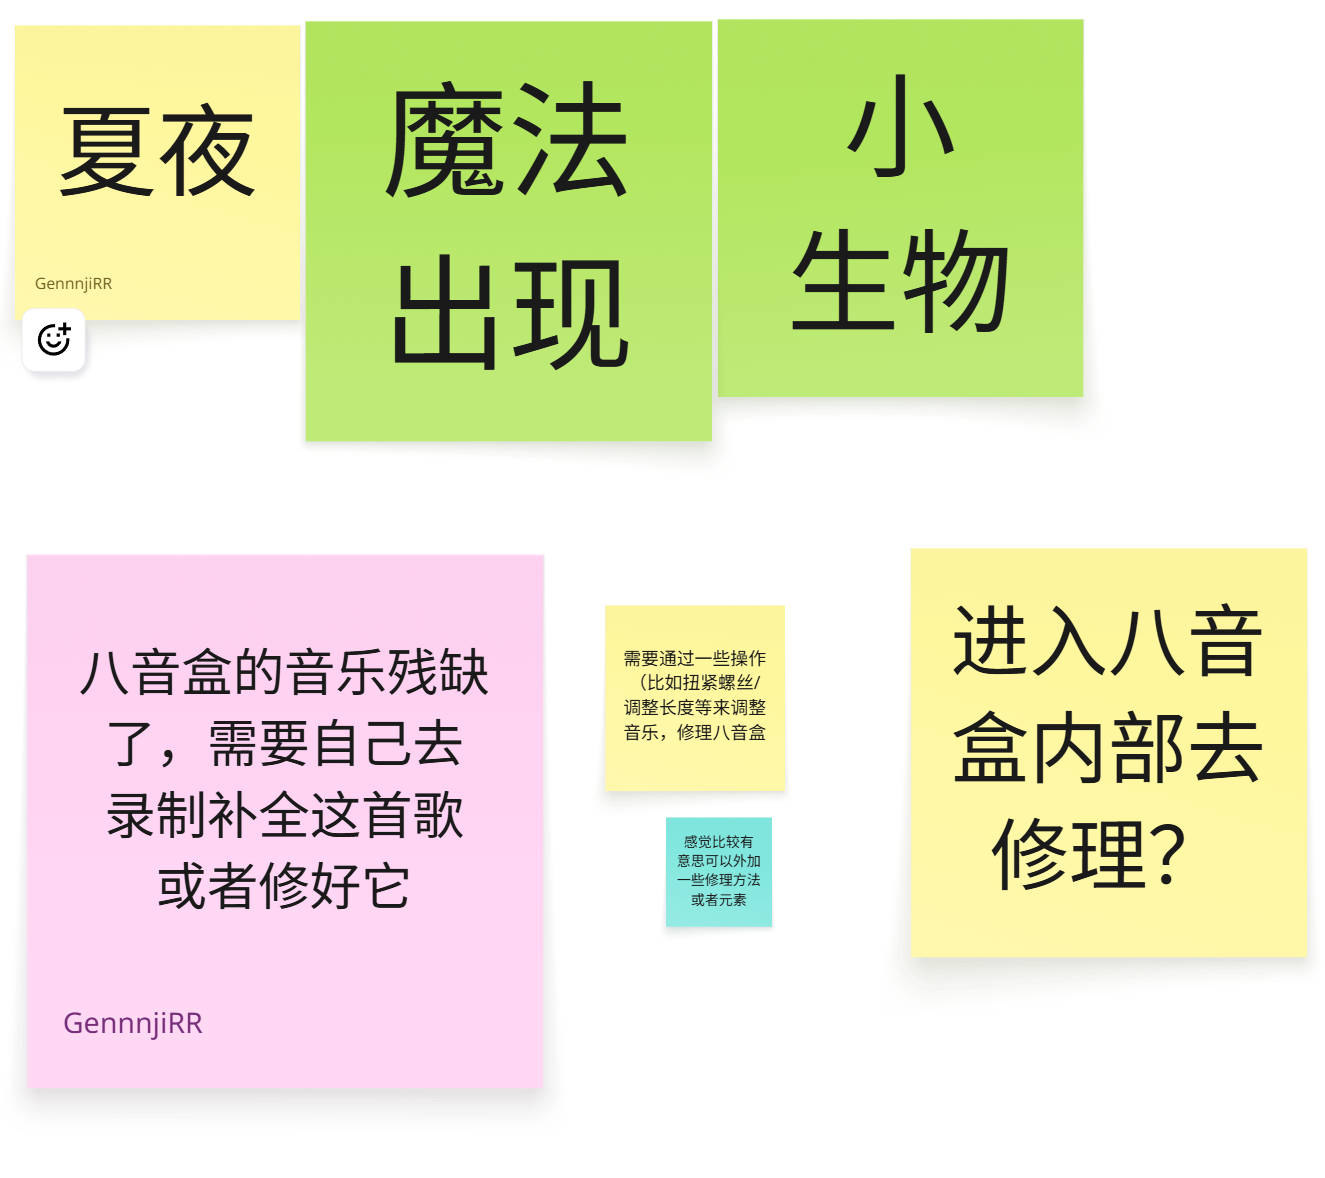 夏夜
GennnjiRR
魔法
出现
小
生物
八音盒的音乐残缺
了，需要自己去
录制补全这首歌
或者修好它
GennnjiRR
需要通过一些操作
（比如扭紧螺丝/
调整长度等来调整
音乐，修理八音盒
感觉比较有
意思可以外加
一些修理方法
或者元素
进入八音
盒内部去
修理？